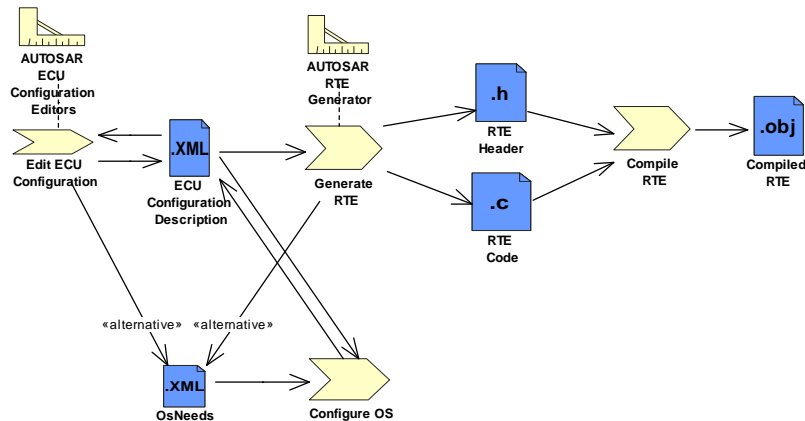 AUTOSAR
ECU
Configuration
Editors
AUTOSAR
RTE
Generator
.h
RTE
Header
.XML
ECU
Configuration
Description
Edit ECU
Configuration
Generate
RTE
Compile
RTE
.obj
Compiled
RTE
.c
RTE
Code
«alternative»
«alternative»
.XML
OsNeeds
Configure OS